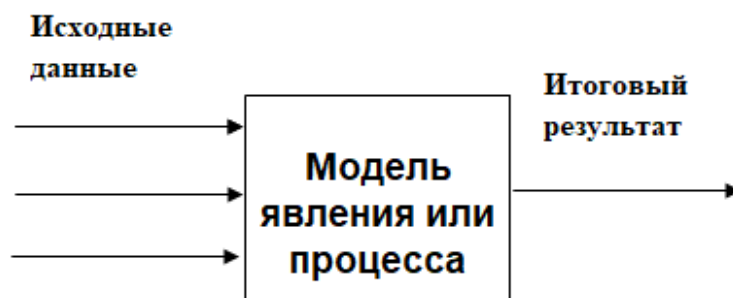 Исходные
данные
Итоговый
результат
Модель
явления или
процесса